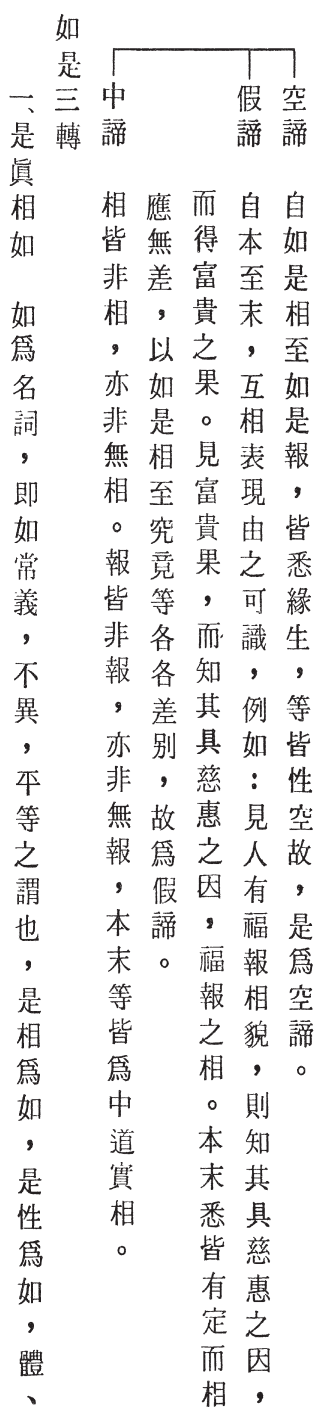 空諦　自如是相至如是報，皆悉緣生，等皆性空故，是爲空諦。
假諦　自本至末，互相表現由之可識，例如：見人有福報相貌，則知其具慈惠之因，
而得富貴之果。見富貴果，而知其具慈惠之因，福報之相。本末悉皆有定而相
應無差，以如是相至究竟等各各差別，故爲假諦。
中諦　相皆非相，亦非無相。報皆非報，亦非無報，本末等皆爲中道實相。
如是三轉
一、是眞相如　如爲名詞，即如常義，不異，平等之謂也，是相爲如，是性爲如，體、